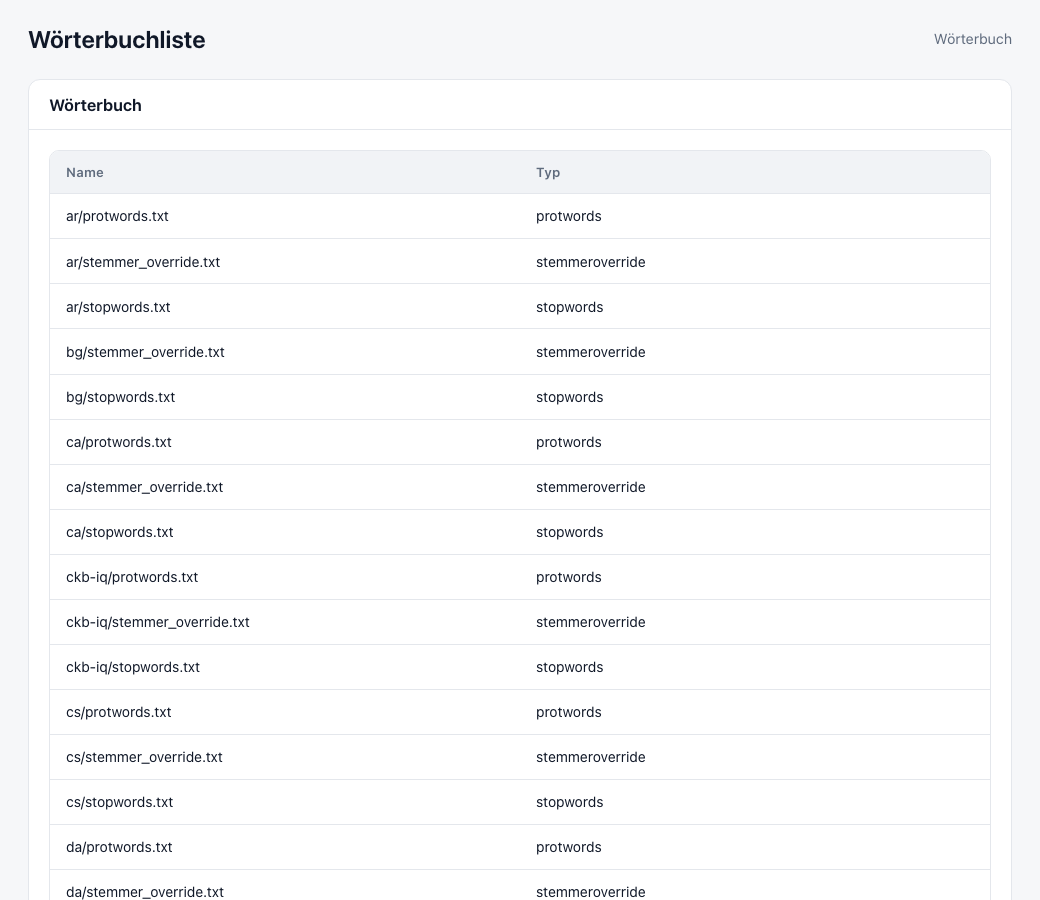 Wörterbuchliste
Wörterbuch
Wörterbuch
Name Typ
ar/protwords.txt protwords
ar/stemmer_override.txt stemmeroverride
ar/stopwords.txt stopwords
bg/stemmer_override.txt stemmeroverride
bg/stopwords.txt stopwords
ca/protwords.txt protwords
ca/stemmer_override.txt stemmeroverride
ca/stopwords.txt stopwords
ckb-iq/protwords.txt protwords
ckb-iq/stemmer_override.txt stemmeroverride
ckb-iq/stopwords.txt stopwords
cs/protwords.txt protwords
cs/stemmer_override.txt stemmeroverride
cs/stopwords.txt stopwords
da/protwords.txt protwords
da/stemmer_override.txt stemmeroverride